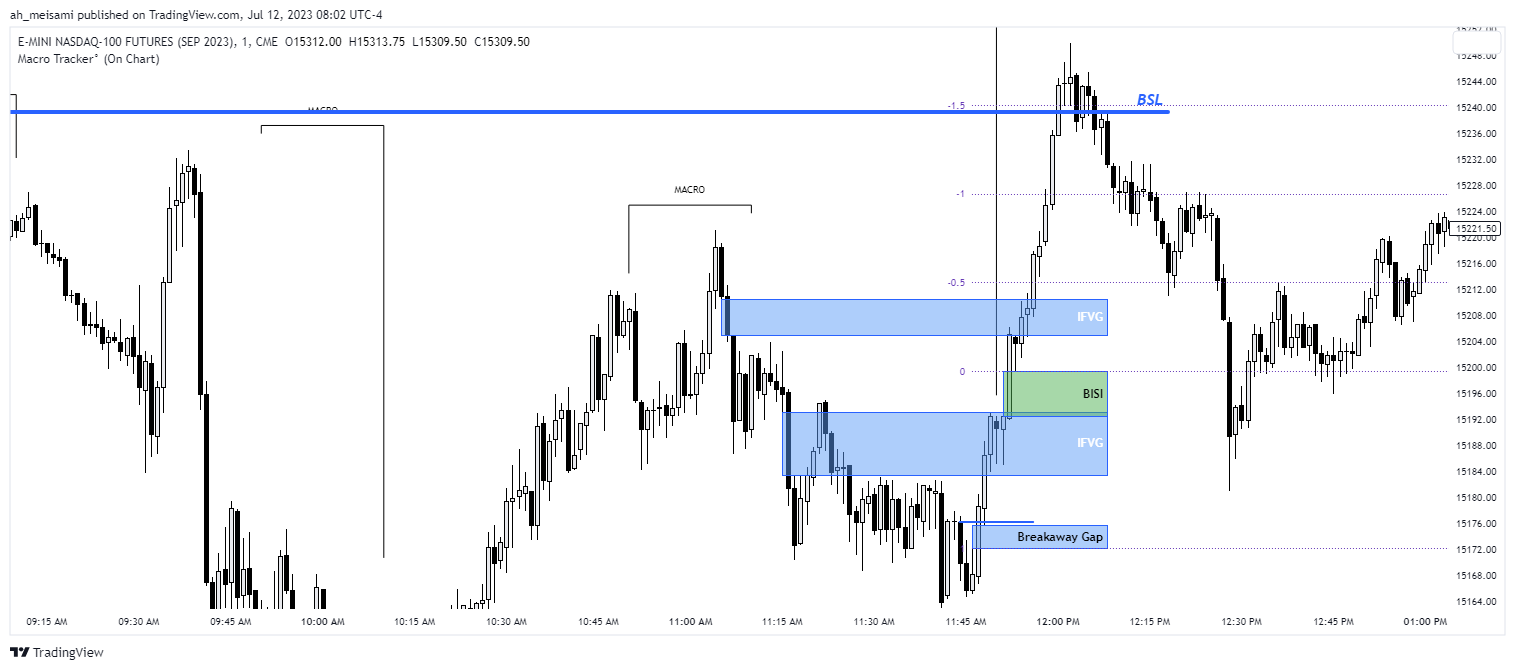 ah_meisami published on TradingView.com, Jul 12, 2023 08:02 UTC-4
E-MINI NASDAQ-100 FUTURES (SEP 2023), 1, CME O15312.00 H15313.75 L15309.50 C15309.50
Macro Tracker° (On Chart)
15252.00
15248.00
15244.00
-1.5
BSL
MACRO
15240.00
15236.00
15232.00
MACRO
-1
15228.00
15224.00
15221.50
15220.00
15216.00
-0.5
15212.00
IFVG
15208.00
15204.00
0
15200.00
BISI
15196.00
15192.00
IFVG
15188.00
15184.00
15180.00
15176.00
Breakaway Gap
15172.00
15168.00
15164.00
09:15 AM 09:30 AM 09:45 AM 10:00 AM 10:15 AM 10:30 AM 10:45 AM 11:00 AM 11:15 AM 11:30 AM 11:45 AM 12:00 PM 12:15 PM 12:30 PM 12:45 PM 01:00 PM
TradingView